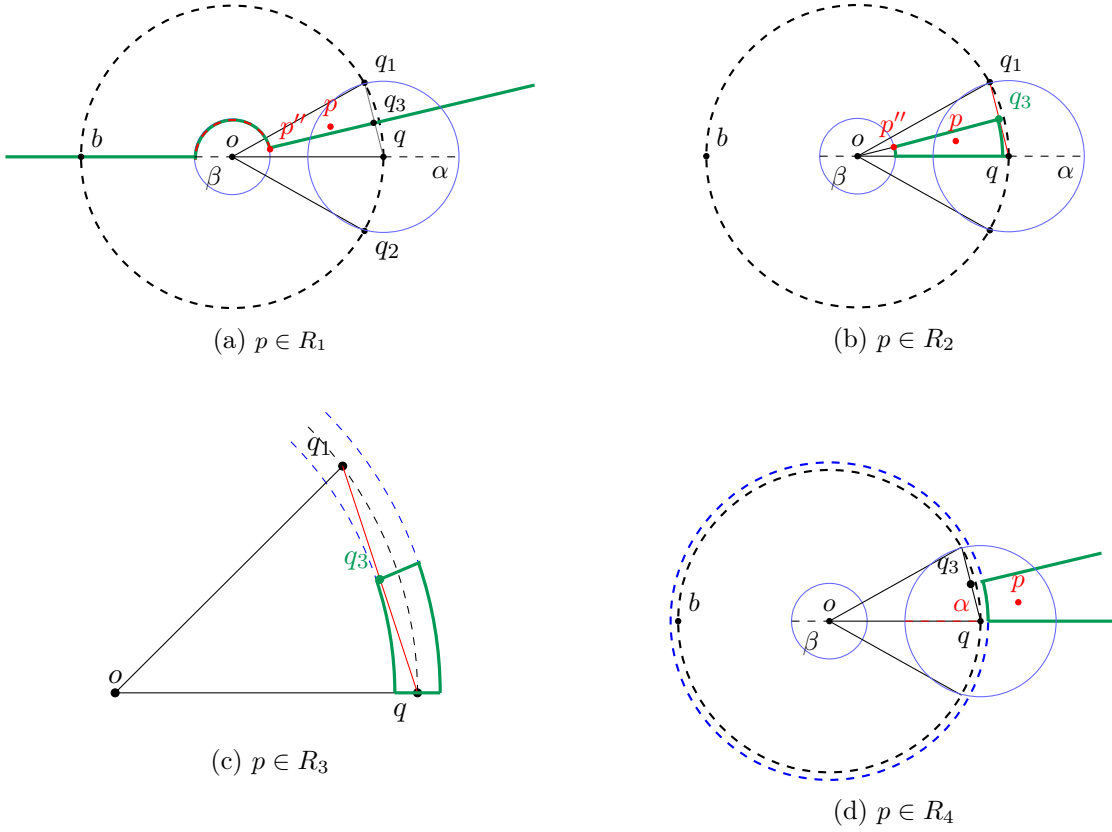 q₁
q₃
p
p″
b
o
q
β
α
q₂
(a) p ∈ R₁
q₁
q₃
p″
p
b
o
β
q
α
(b) p ∈ R₂
q₁
q₃
o
q
(c) p ∈ R₃
q₃
p
b
o
α
β
q
(d) p ∈ R₄